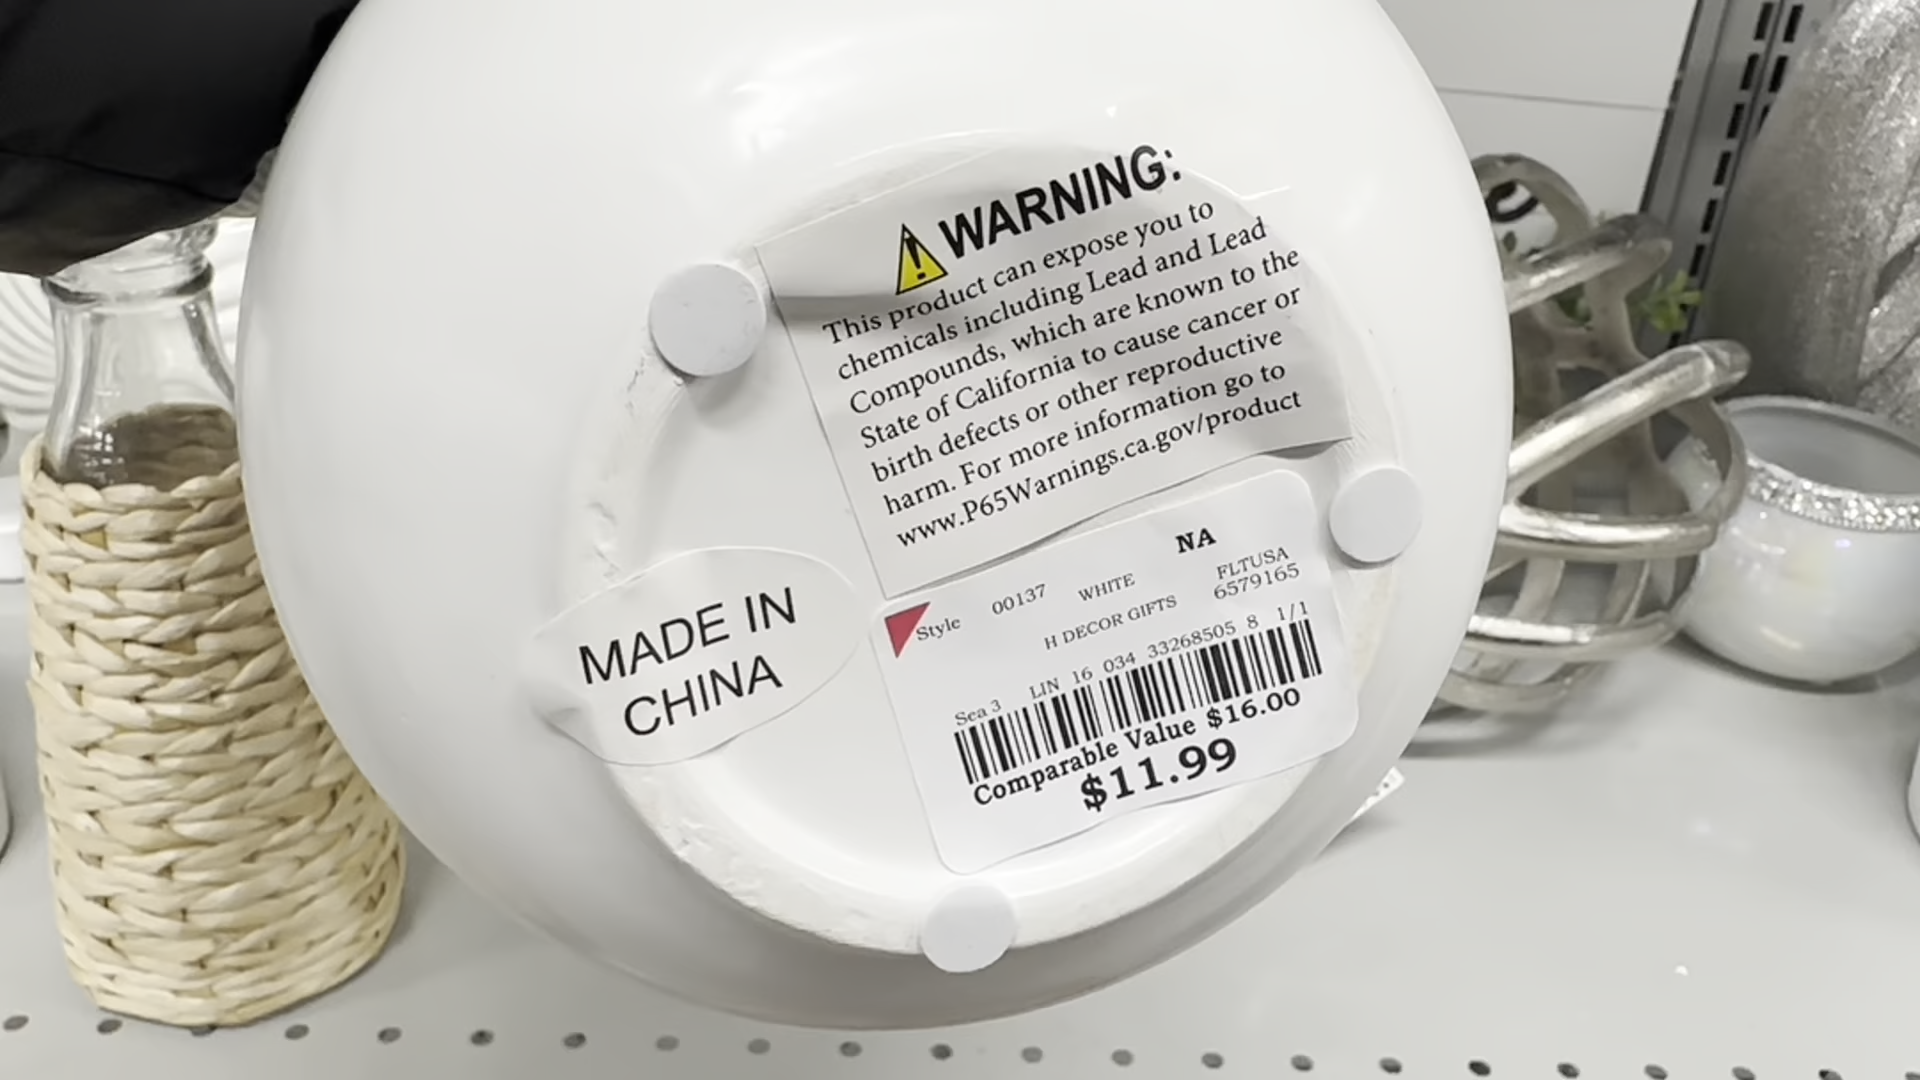 WARNING:
This product can expose you to
chemicals including Lead and Lead
Compounds, which are known to the
State of California to cause cancer or
birth defects or other reproductive
harm. For more information go to
www.P65Warnings.ca.gov/product
MADE IN
CHINA
NA
Style 00137 WHITE FLTUSA
H DECOR GIFTS 6579165
Sea 3 LIN 16 034 33268505 8 1/1
Comparable Value $16.00
$11.99